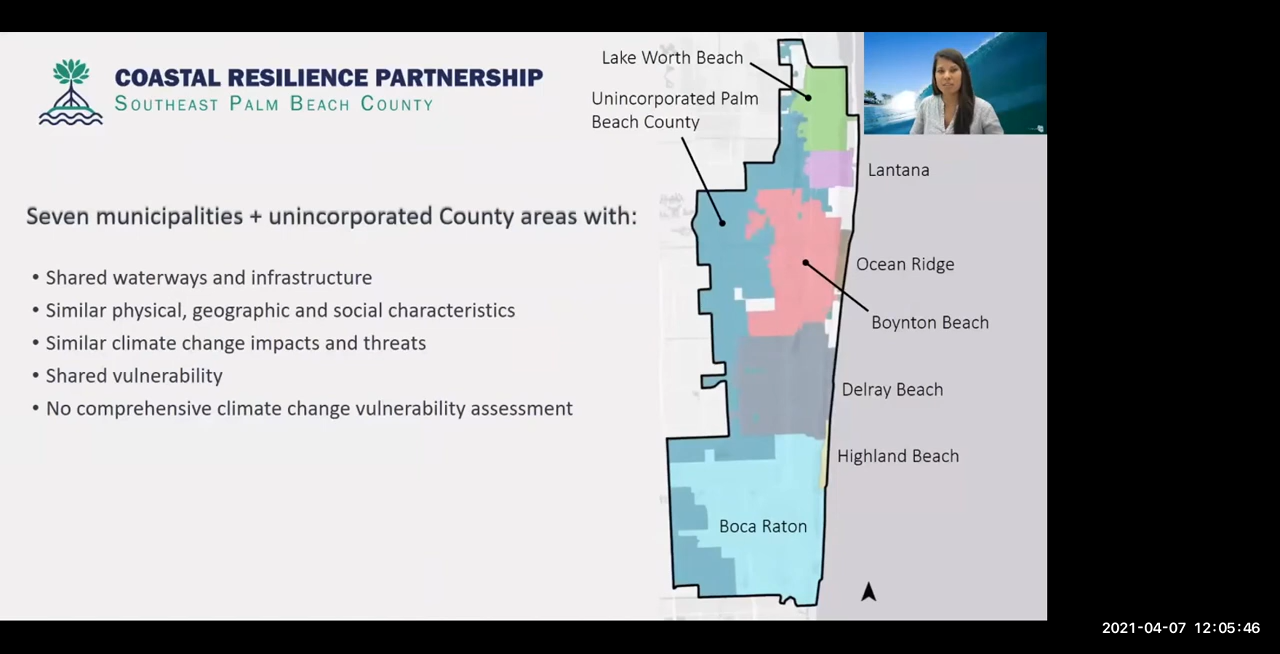 COASTAL RESILIENCE PARTNERSHIP
SOUTHEAST PALM BEACH COUNTY
Seven municipalities + unincorporated County areas with:
• Shared waterways and infrastructure
• Similar physical, geographic and social characteristics
• Similar climate change impacts and threats
• Shared vulnerability
• No comprehensive climate change vulnerability assessment
Lake Worth Beach
Unincorporated Palm
Beach County
Lantana
Ocean Ridge
Boynton Beach
Delray Beach
Highland Beach
Boca Raton
2021-04-07 12:05:46